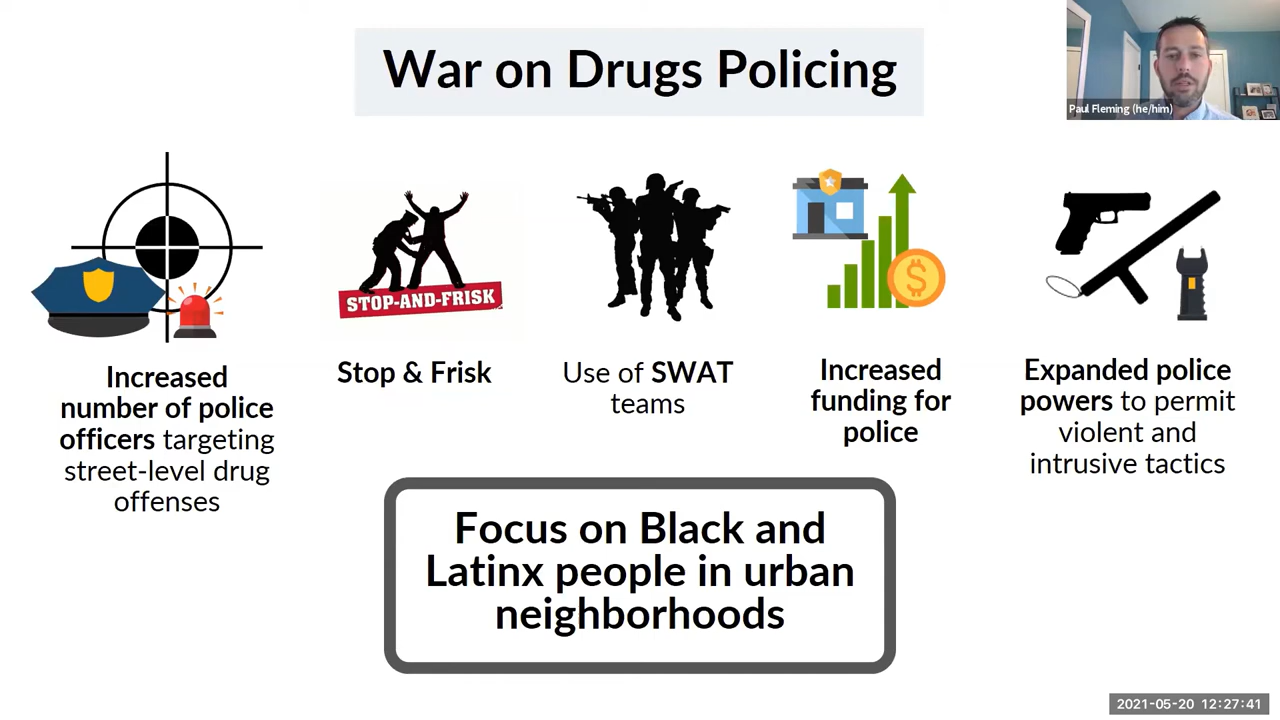 War on Drugs Policing
Paul Fleming (he/him)
STOP-AND-FRISK
Increased
number of police
officers targeting
street-level drug
offenses
Stop & Frisk
Use of SWAT
teams
Increased
funding for
police
Expanded police
powers to permit
violent and
intrusive tactics
Focus on Black and
Latinx people in urban
neighborhoods
2021-05-20 12:27:41